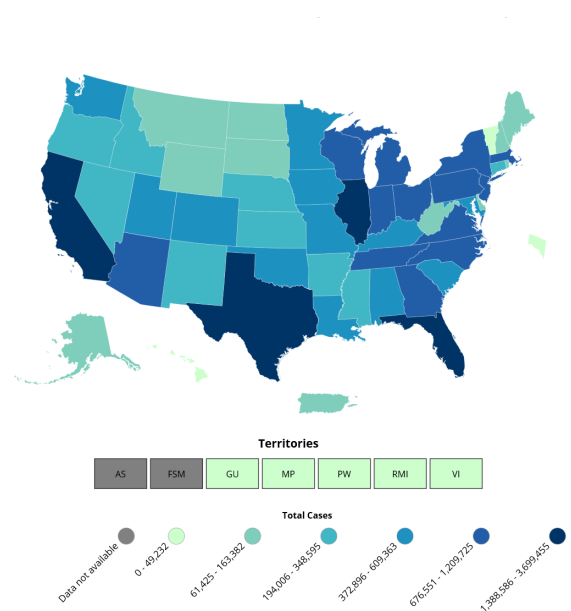 Territories
AS
FSM
GU
MP
PW
RMI
VI
Total Cases
Data not available
0 - 49,232
61,425 - 163,382
194,006 - 348,595
372,896 - 609,363
676,551 - 1,209,725
1,388,586 - 3,699,455